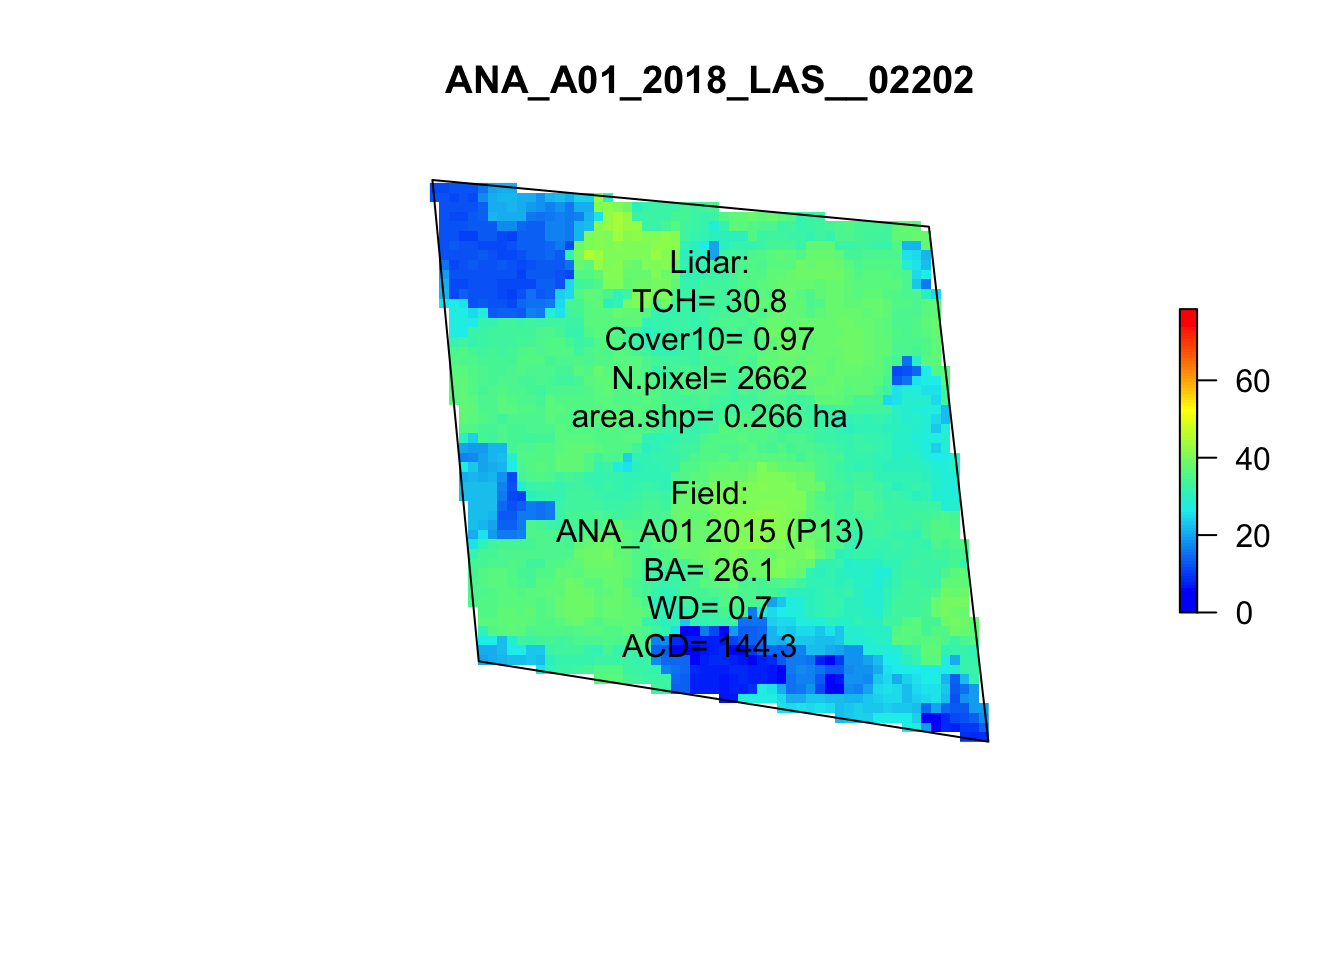 ANA_A01_2018_LAS__02202
Lidar:
TCH= 30.8
Cover10= 0.97
N.pixel= 2662
area.shp= 0.266 ha
Field:
ANA_A01 2015 (P13)
BA= 26.1
WD= 0.7
ACD= 144.3
60
40
20
0